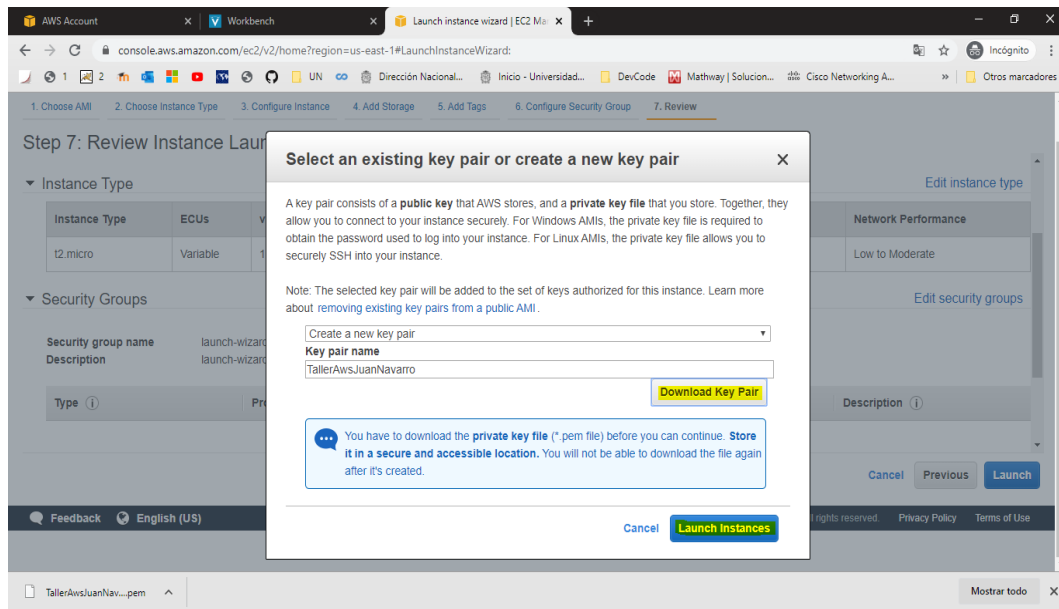 AWS Account
Workbench
Launch instance wizard | EC2 Ma
console.aws.amazon.com/ec2/v2/home?region=us-east-1#LaunchInstanceWizard:
Incógnito
1
2
UN
Dirección Nacional...
Inicio - Universidad...
DevCode
Mathway | Solucion...
Cisco Networking A...
»
Otros marcadores
1. Choose AMI 2. Choose Instance Type 3. Configure Instance 4. Add Storage 5. Add Tags 6. Configure Security Group 7. Review
Step 7: Review Instance Laun
Instance Type
Edit instance type
Instance Type ECUs v
Network Performance
t2.micro Variable 1
Low to Moderate
Security Groups
Edit security groups
Security group name launch-wizard
Description launch-wizard
Type Pr Description
Cancel Previous Launch
Feedback English (US)
l rights reserved. Privacy Policy Terms of Use
Select an existing key pair or create a new key pair
A key pair consists of a public key that AWS stores, and a private key file that you store. Together, they
allow you to connect to your instance securely. For Windows AMIs, the private key file is required to
obtain the password used to log into your instance. For Linux AMIs, the private key file allows you to
securely SSH into your instance.
Note: The selected key pair will be added to the set of keys authorized for this instance. Learn more
about removing existing key pairs from a public AMI .
Create a new key pair
Key pair name
TallerAwsJuanNavarro
Download Key Pair
You have to download the private key file (*.pem file) before you can continue. Store
it in a secure and accessible location. You will not be able to download the file again
after it's created.
Cancel Launch Instances
TallerAwsJuanNav....pem
Mostrar todo